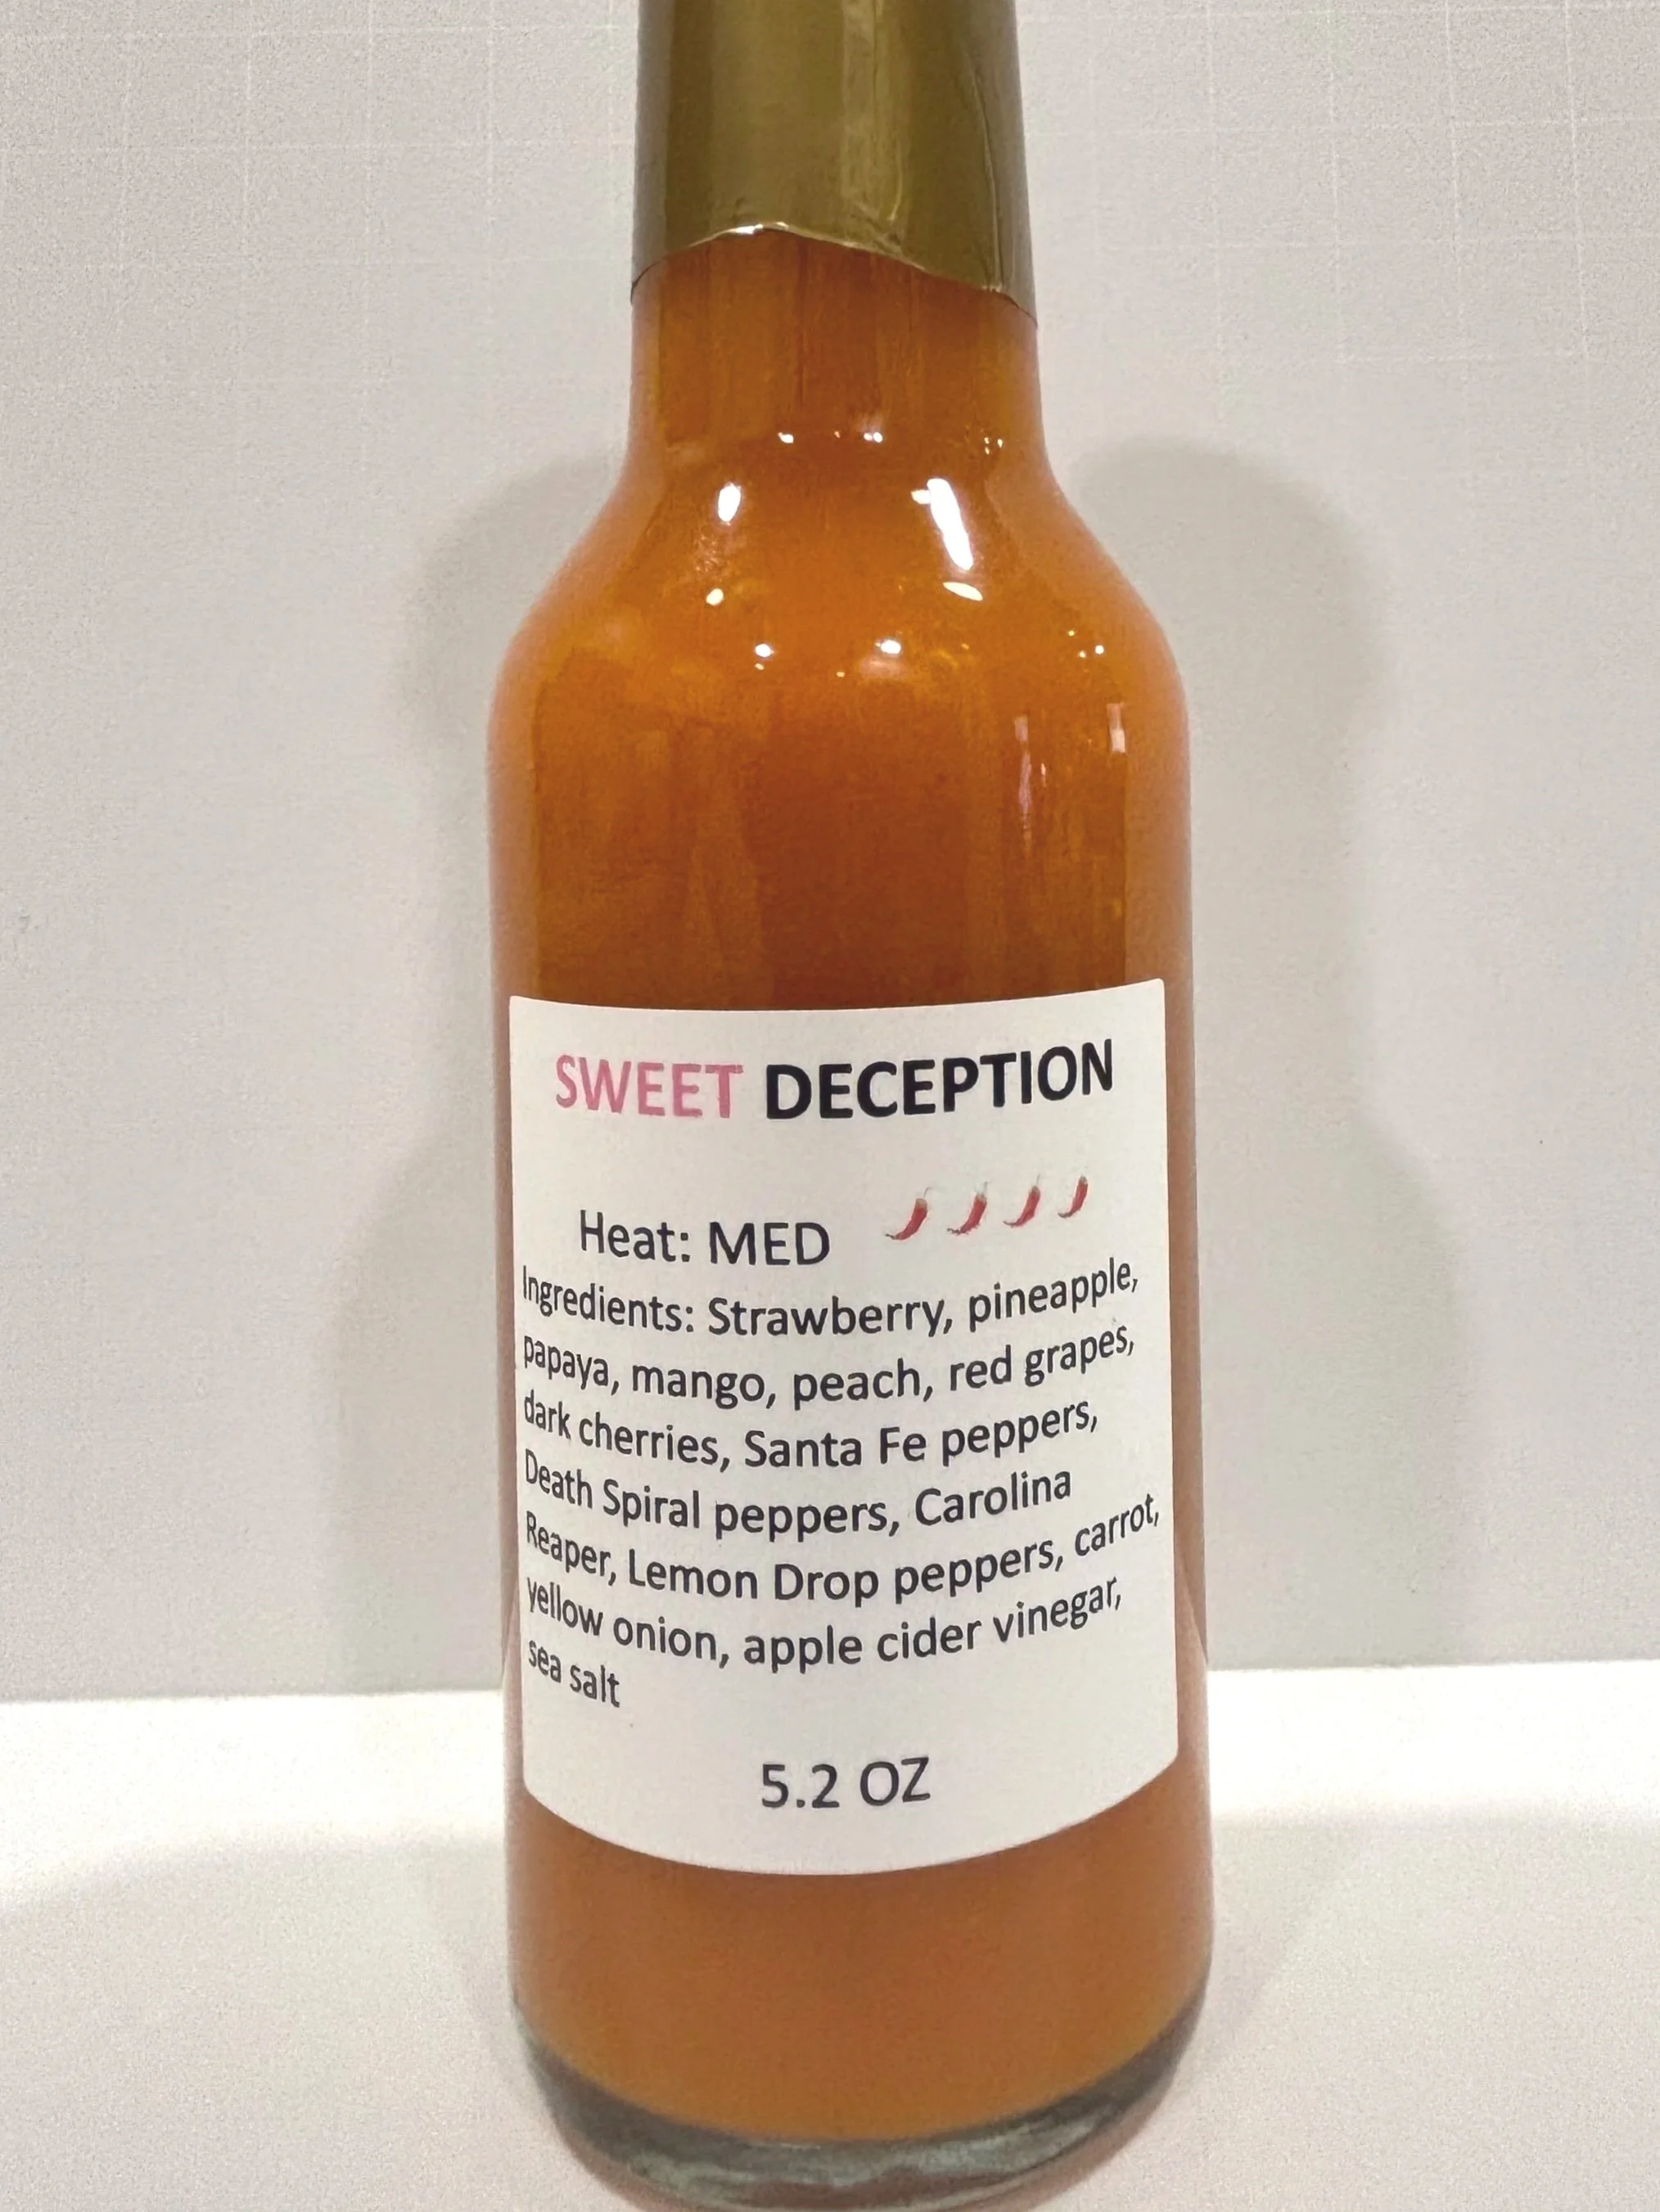 SWEET DECEPTION
Heat: MED
Ingredients: Strawberry, pineapple,
papaya, mango, peach, red grapes,
dark cherries, Santa Fe peppers,
Death Spiral peppers, Carolina
Reaper, Lemon Drop peppers, carrot,
yellow onion, apple cider vinegar,
sea salt
5.2 OZ